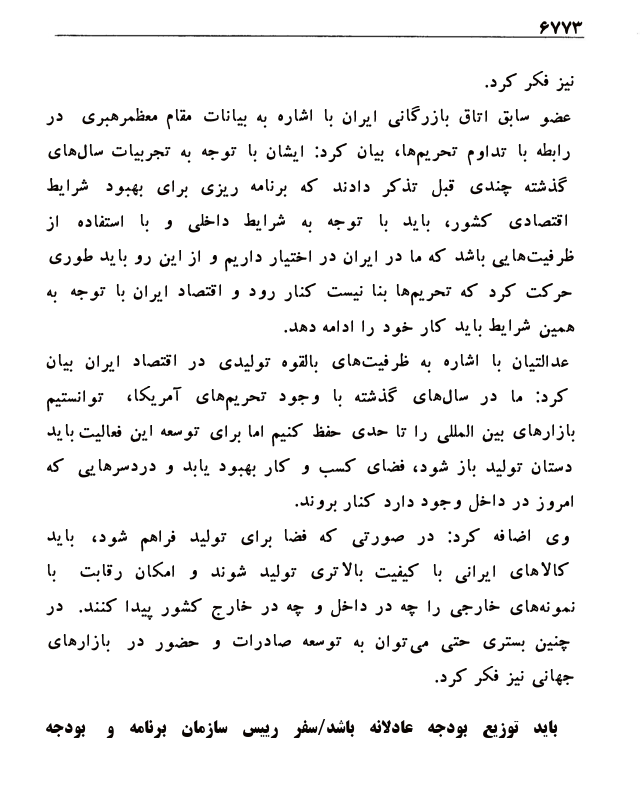 ۶۷۷۳
نیز فکر کرد.
عضو سابق اتاق بازرگانی ایران با اشاره به بیانات مقام معظمرهبری در
رابطه با تداوم تحریم‌ها، بیان کرد: ایشان با توجه به تجربیات سال‌های
گذشته چندی قبل تذکر دادند که برنامه ریزی برای بهبود شرایط
اقتصادی کشور، باید با توجه به شرایط داخلی و با استفاده از
ظرفیت‌هایی باشد که ما در ایران در اختیار داریم و از این رو باید طوری
حرکت کرد که تحریم‌ها بنا نیست کنار رود و اقتصاد ایران با توجه به
همین شرایط باید کار خود را ادامه دهد.
عدالتیان با اشاره به ظرفیت‌های بالقوه تولیدی در اقتصاد ایران بیان
کرد: ما در سال‌های گذشته با وجود تحریم‌های آمریکا، توانستیم
بازارهای بین المللی را تا حدی حفظ کنیم اما برای توسعه این فعالیت باید
دستان تولید باز شود، فضای کسب و کار بهبود یابد و دردسرهایی که
امروز در داخل وجود دارد کنار بروند.
وی اضافه کرد: در صورتی که فضا برای تولید فراهم شود، باید
کالاهای ایرانی با کیفیت بالاتری تولید شوند و امکان رقابت با
نمونه‌های خارجی را چه در داخل و چه در خارج کشور پیدا کنند. در
چنین بستری حتی می‌توان به توسعه صادرات و حضور در بازارهای
جهانی نیز فکر کرد.
باید توزیع بودجه عادلانه باشد/سفر رییس سازمان برنامه و بودجه